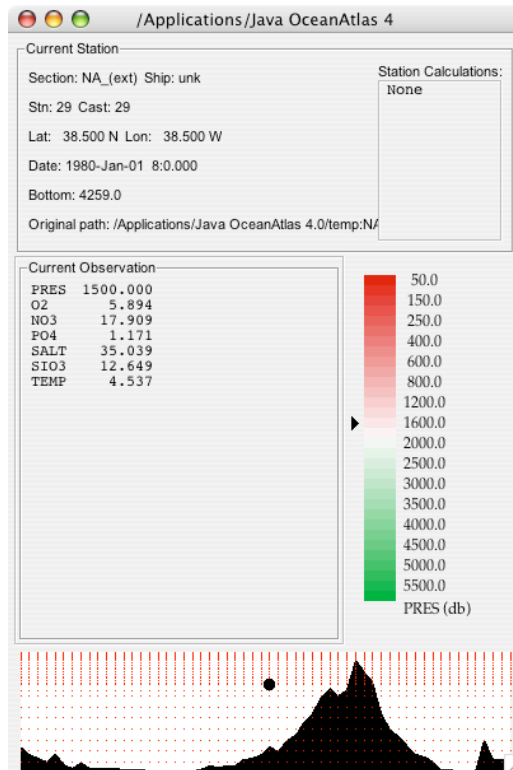 /Applications/Java OceanAtlas 4
Current Station
Section: NA_(ext) Ship: unk
Stn: 29 Cast: 29
Lat: 38.500 N Lon: 38.500 W
Date: 1980-Jan-01 8:0.000
Bottom: 4259.0
Original path: /Applications/Java OceanAtlas 4.0/temp:NA
Station Calculations:
None
Current Observation
PRES 1500.000
O2 5.894
NO3 17.909
PO4 1.171
SALT 35.039
SIO3 12.649
TEMP 4.537
50.0
150.0
250.0
400.0
600.0
800.0
1200.0
1600.0
2000.0
2500.0
3000.0
3500.0
4000.0
4500.0
5000.0
5500.0
PRES (db)